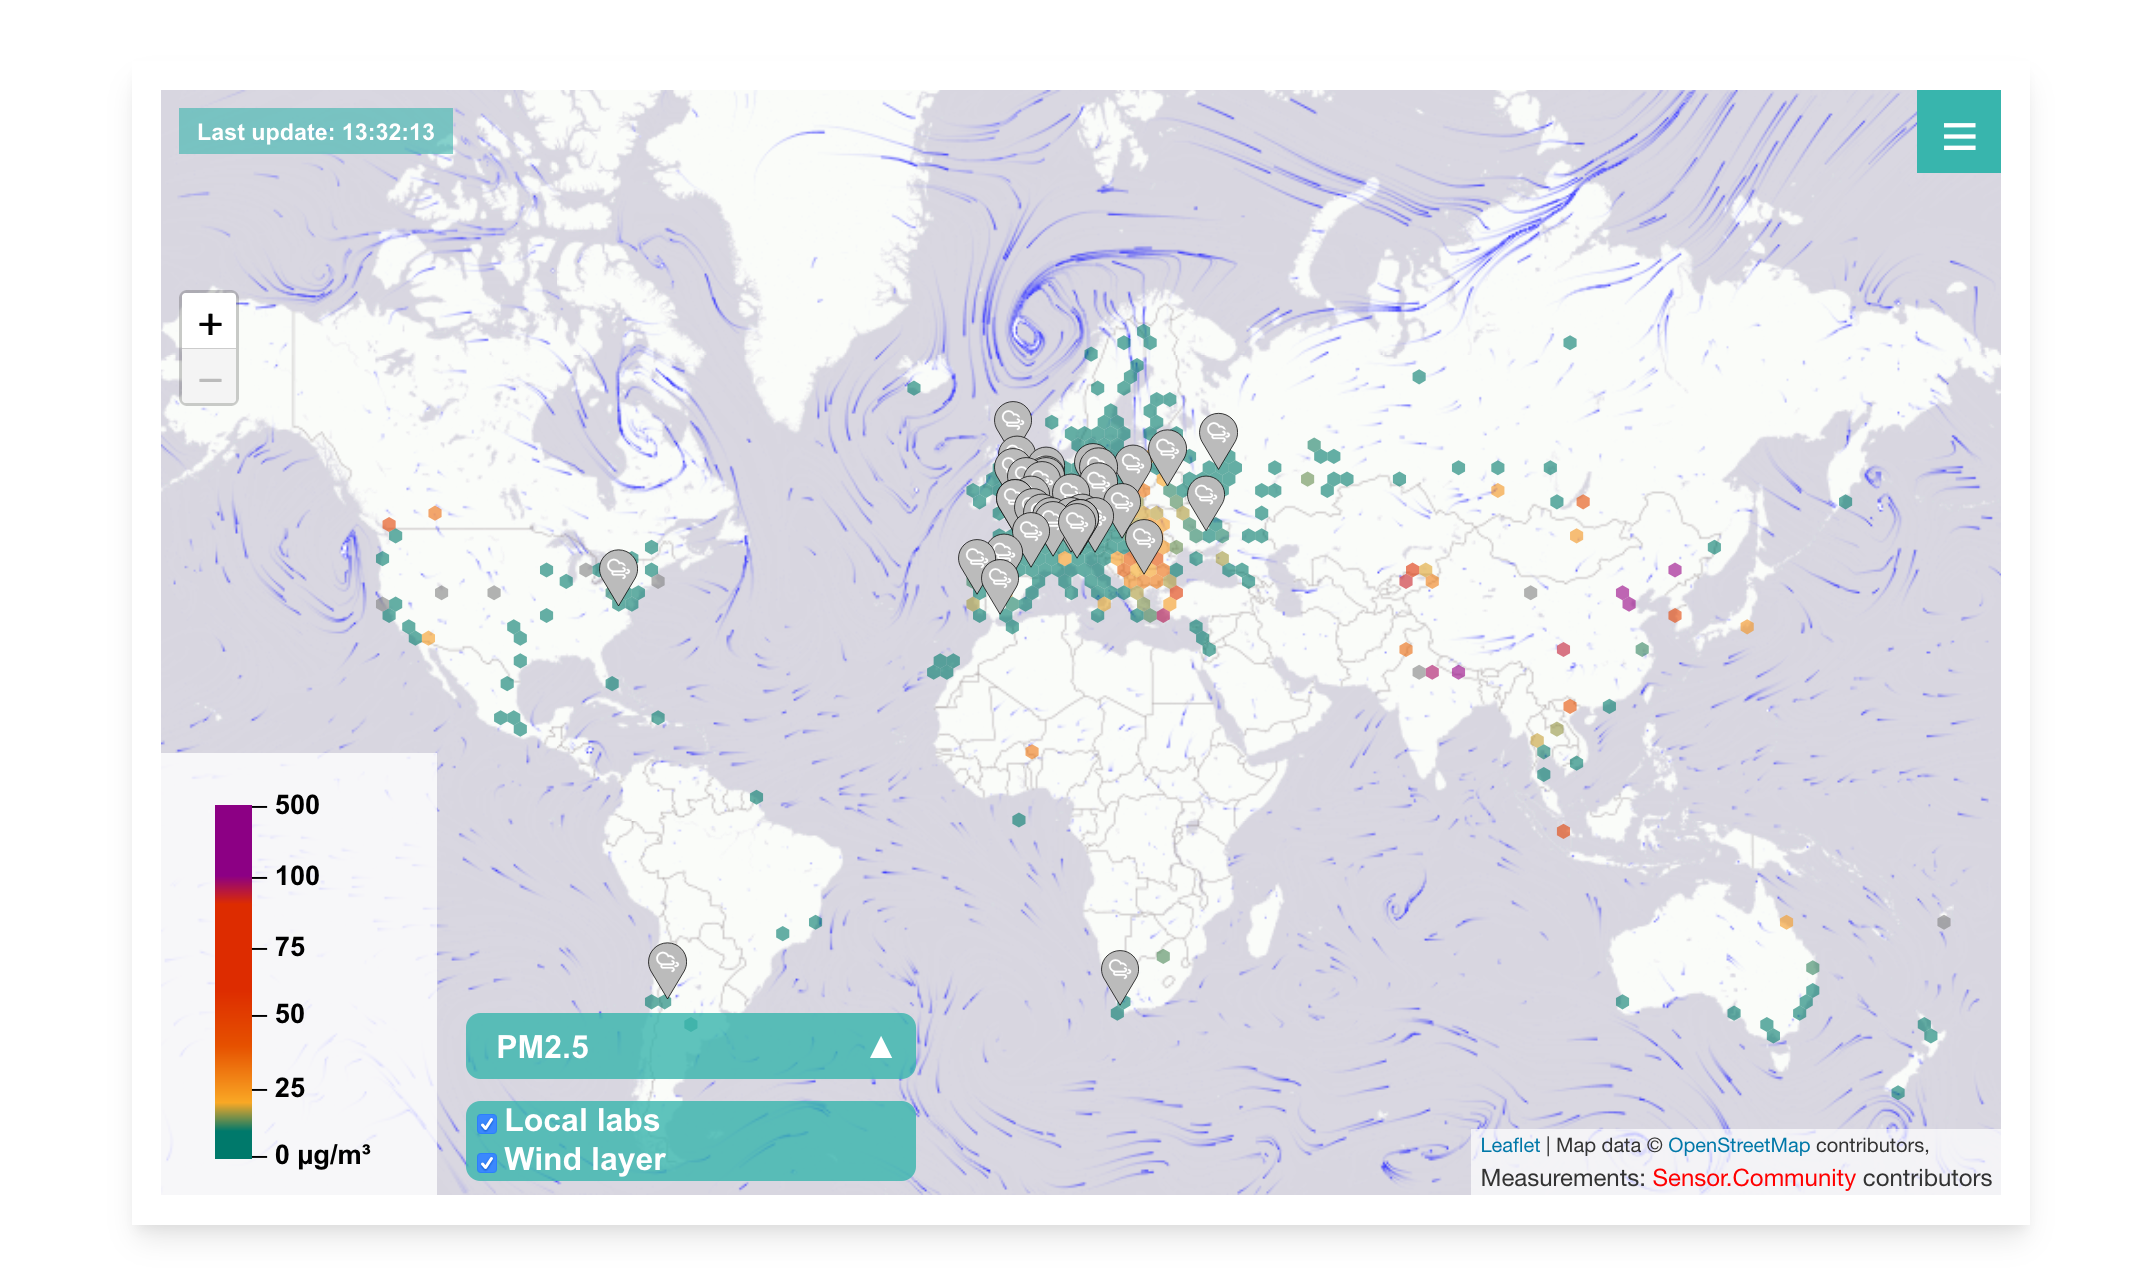 Last update: 13:32:13
+
−
500
100
75
50
25
0 µg/m³
PM2.5 ▲
Local labs
Wind layer
Leaflet | Map data © OpenStreetMap contributors,
Measurements: Sensor.Community contributors